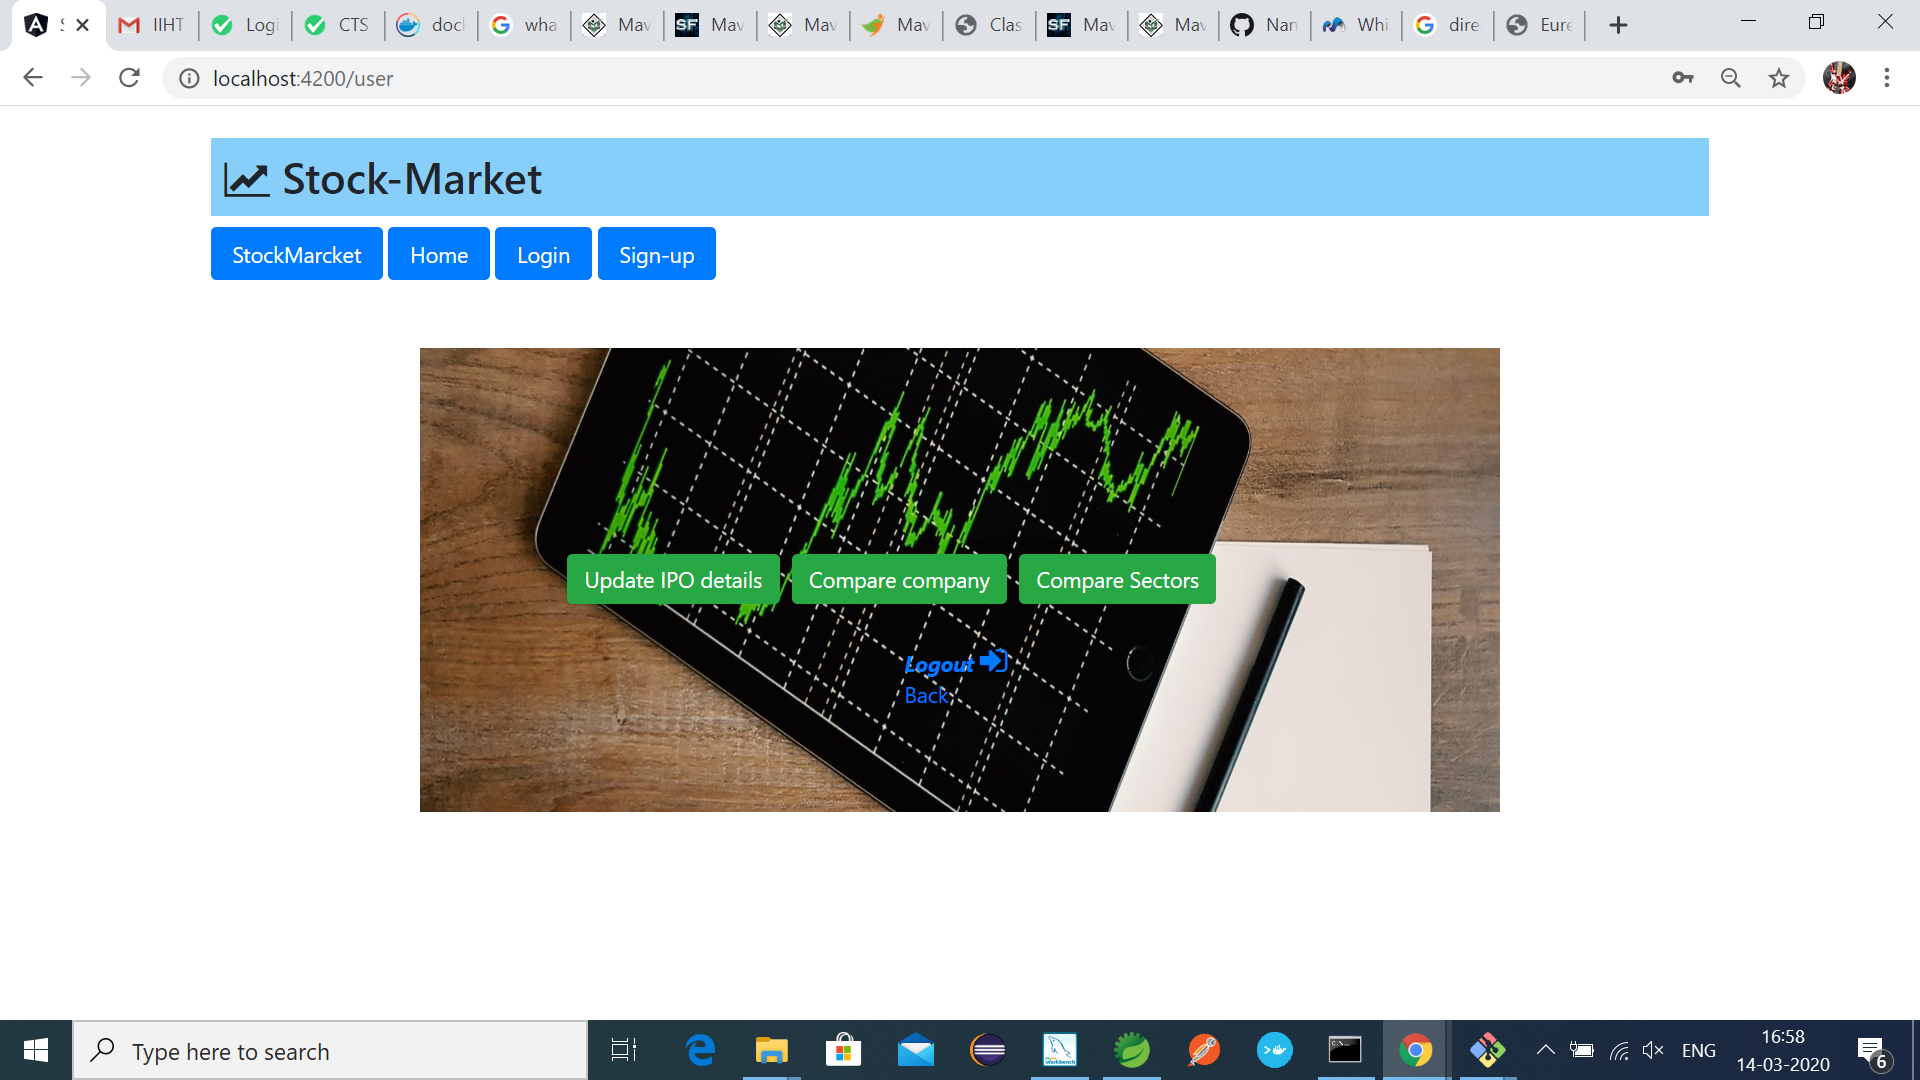 IIHT
Logi
CTS
dock
wha
Mav
Mav
Mav
Mav
Clas
Mav
Mav
Nan
Whi
dire
Eure
localhost:4200/user
Stock-Market
StockMarcket Home Login Sign-up
Update IPO details Compare company Compare Sectors
Logout
Back
Type here to search
ENG
16:58
14-03-2020
6